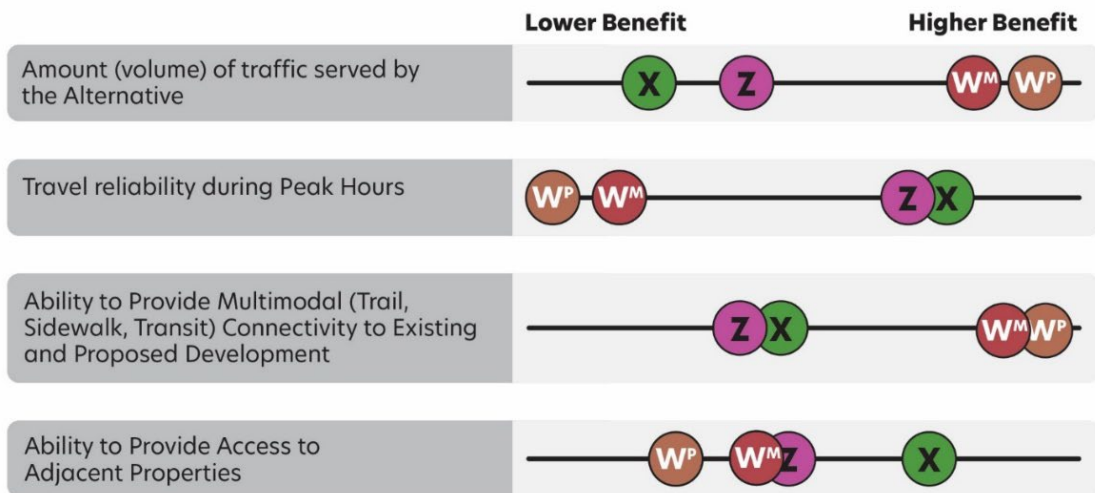 Lower Benefit Higher Benefit
Amount (volume) of traffic served by
the Alternative
X Z Wᴹ Wᴾ
Travel reliability during Peak Hours
Wᴾ Wᴹ Z X
Ability to Provide Multimodal (Trail,
Sidewalk, Transit) Connectivity to Existing
and Proposed Development
Z X Wᴹ Wᴾ
Ability to Provide Access to
Adjacent Properties
Wᴾ Wᴹ Z X